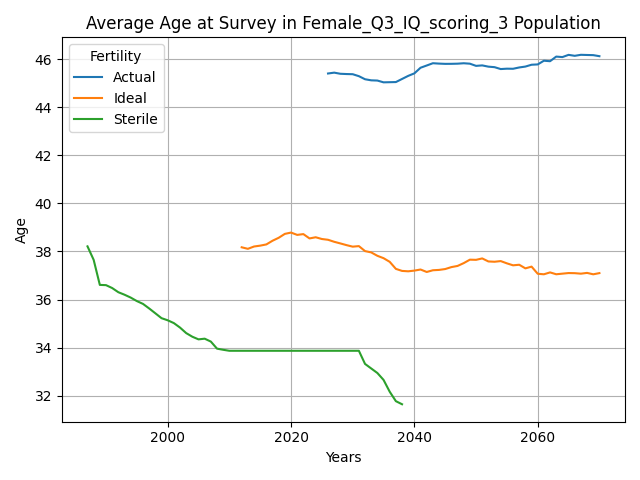 Average Age at Survey in Female_Q3_IQ_scoring_3 Population
Fertility
Actual
Ideal
Sterile
46
44
42
40
38
36
34
32
Age
2000
2020
2040
2060
Years